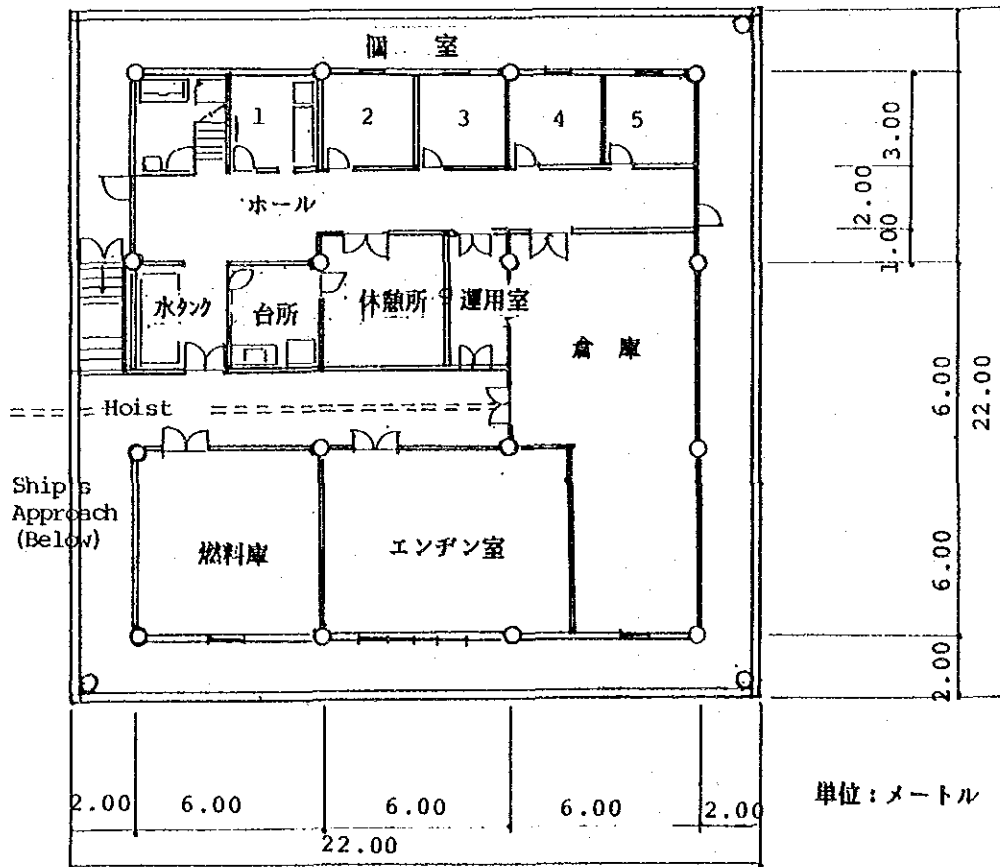 個 室
1 2 3 4 5
3.00
2.00
1.00
ホール
水タンク
台所
休憩所
運用室
倉 庫
6.00
22.00
Hoist
Ship's
Approach
(Below)
燃料庫
エンヂン室
6.00
2.00
2.00 6.00 6.00 6.00 2.00
22.00
単位:メートル